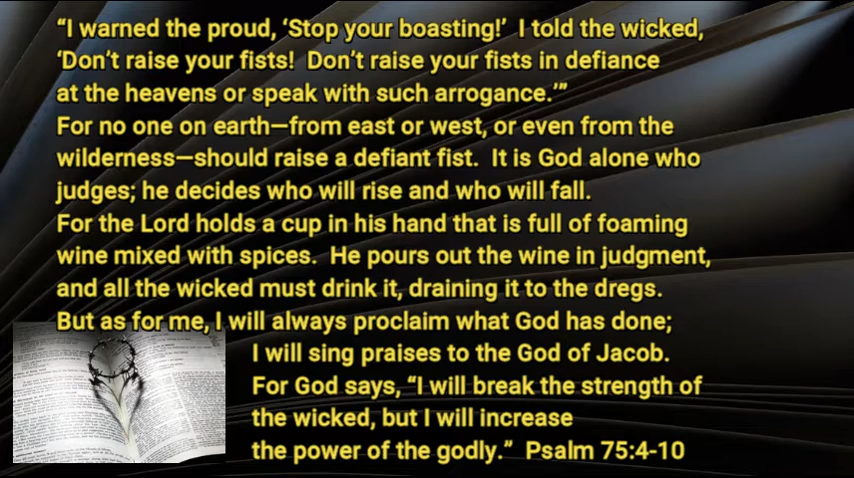 “I warned the proud, ‘Stop your boasting!’  I told the wicked,
‘Don’t raise your fists!  Don’t raise your fists in defiance
at the heavens or speak with such arrogance.’”
For no one on earth—from east or west, or even from the
wilderness—should raise a defiant fist.  It is God alone who
judges; he decides who will rise and who will fall.
For the Lord holds a cup in his hand that is full of foaming
wine mixed with spices.  He pours out the wine in judgment,
and all the wicked must drink it, draining it to the dregs.
But as for me, I will always proclaim what God has done;
I will sing praises to the God of Jacob.
For God says, “I will break the strength of
the wicked, but I will increase
the power of the godly.”  Psalm 75:4-10